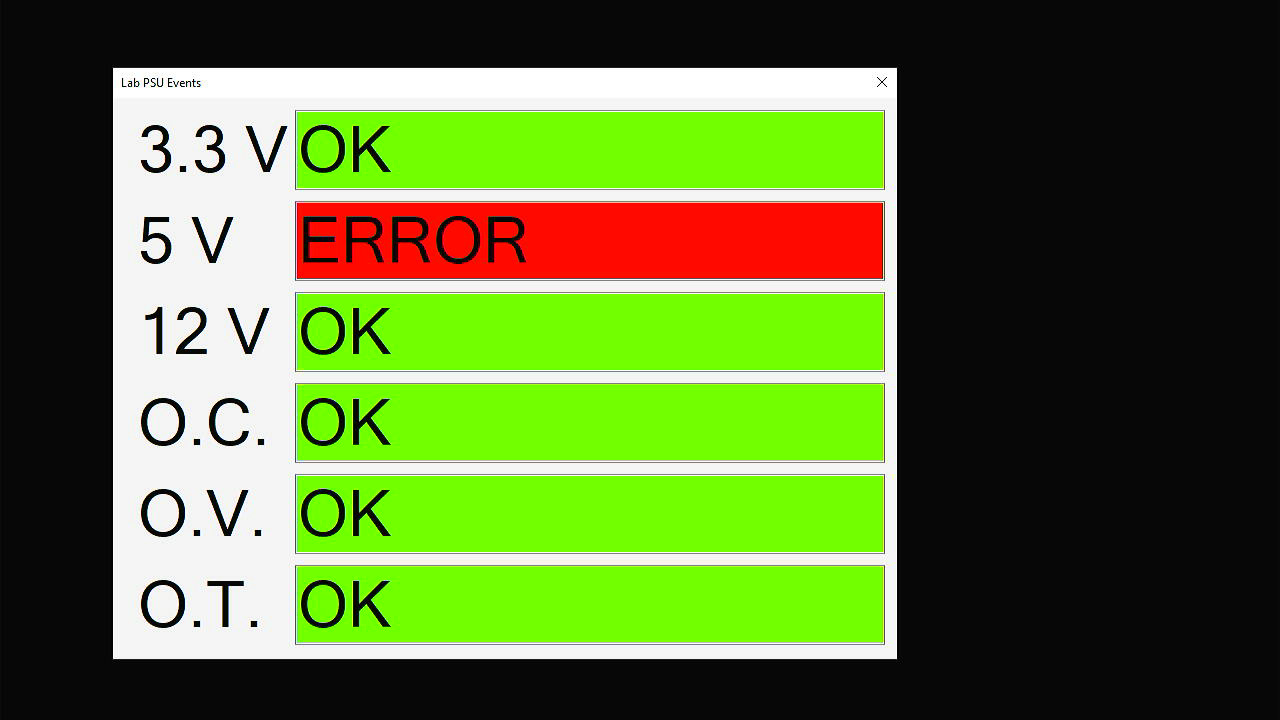 Lab PSU Events
3.3 V OK
5 V ERROR
12 V OK
O.C. OK
O.V. OK
O.T. OK